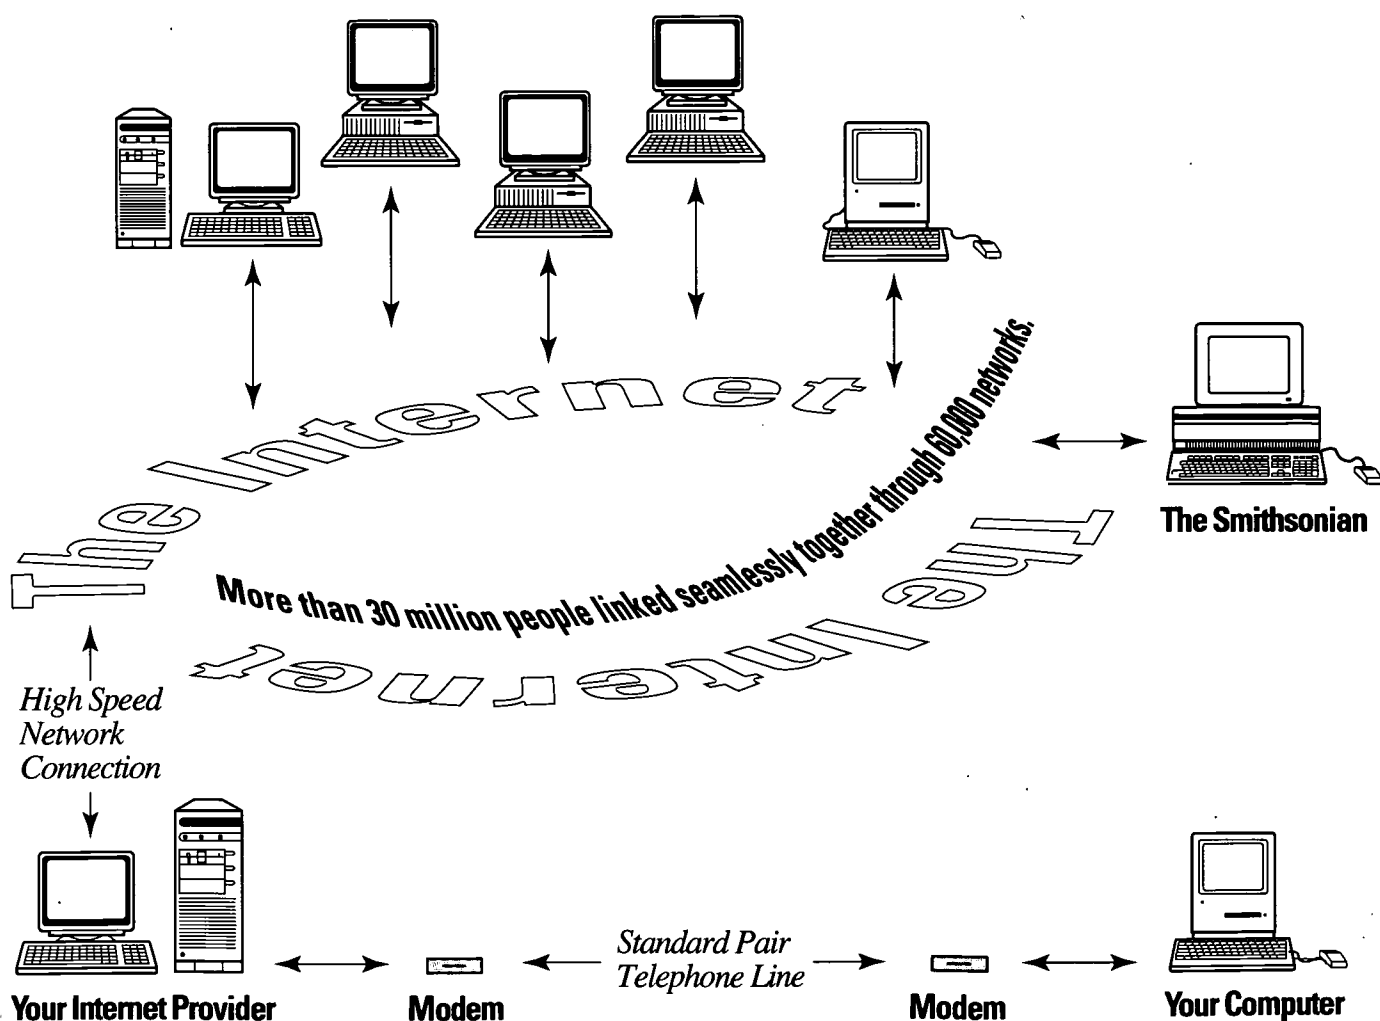 The Internet
More than 30 million people linked seamlessly together through 60,000 networks.
The Smithsonian
The Internet
High Speed
Network
Connection
Standard Pair
Telephone Line
Your Internet Provider
Modem
Modem
Your Computer